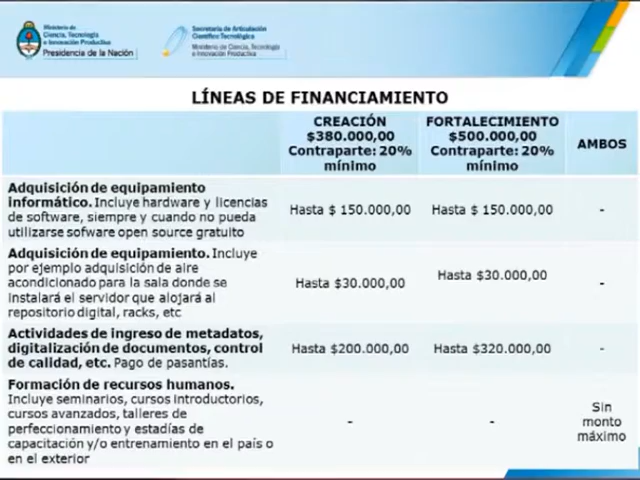 Ministerio de
Ciencia, Tecnología
e Innovación Productiva
Presidencia de la Nación
Secretaría de Articulación
Científico Tecnológica
Ministerio de Ciencia, Tecnología
e Innovación Productiva
LÍNEAS DE FINANCIAMIENTO
CREACIÓN
$380.000,00
Contraparte: 20%
mínimo
FORTALECIMIENTO
$500.000,00
Contraparte: 20%
mínimo
AMBOS
Adquisición de equipamiento
informático. Incluye hardware y licencias
de software, siempre y cuando no pueda
utilizarse sofware open source gratuito
Hasta $ 150.000,00
Hasta $ 150.000,00
-
Adquisición de equipamiento. Incluye
por ejemplo adquisición de aire
acondicionado para la sala donde se
instalará el servidor que alojará al
repositorio digital, racks, etc
Hasta $30.000,00
Hasta $30.000,00
-
Actividades de ingreso de metadatos,
digitalización de documentos, control
de calidad, etc. Pago de pasantías.
Hasta $200.000,00
Hasta $320.000,00
-
Formación de recursos humanos.
Incluye seminarios, cursos introductorios,
cursos avanzados, talleres de
perfeccionamiento y estadías de
capacitación y/o entrenamiento en el país o
en el exterior
-
-
Sin
monto
máximo